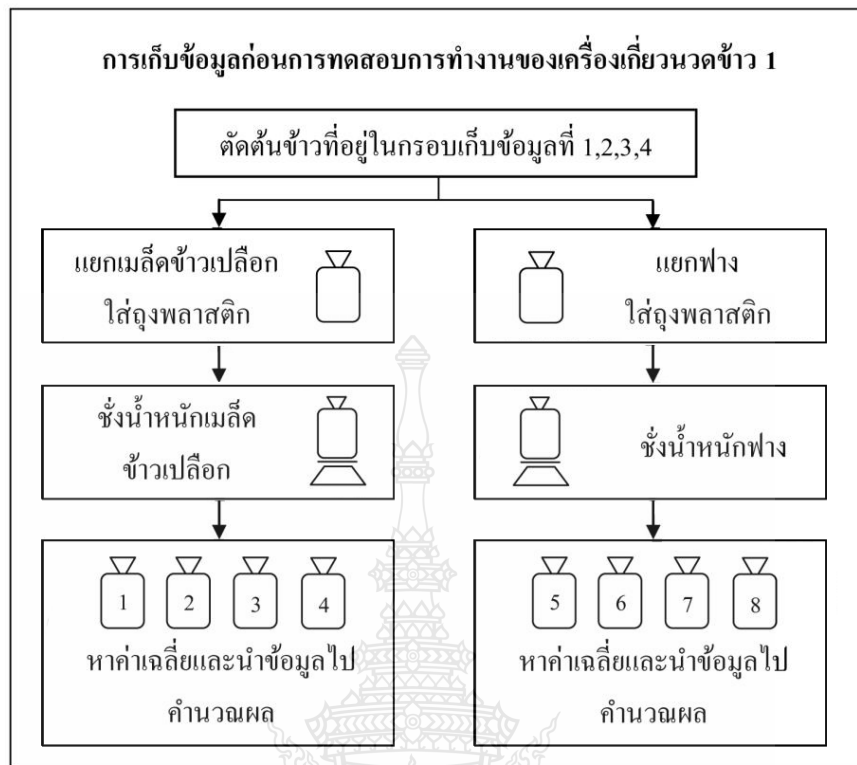 การเก็บข้อมูลก่อนการทดสอบการทำงานของเครื่องเกี่ยวนวดข้าว 1
ตัดต้นข้าวที่อยู่ในกรอบเก็บข้อมูลที่ 1,2,3,4
แยกเมล็ดข้าวเปลือก
ใส่ถุงพลาสติก
แยกฟาง
ใส่ถุงพลาสติก
ชั่งน้ำหนักเมล็ด
ข้าวเปลือก
ชั่งน้ำหนักฟาง
1 2 3 4
หาค่าเฉลี่ยและนำข้อมูลไป
คำนวณผล
5 6 7 8
หาค่าเฉลี่ยและนำข้อมูลไป
คำนวณผล